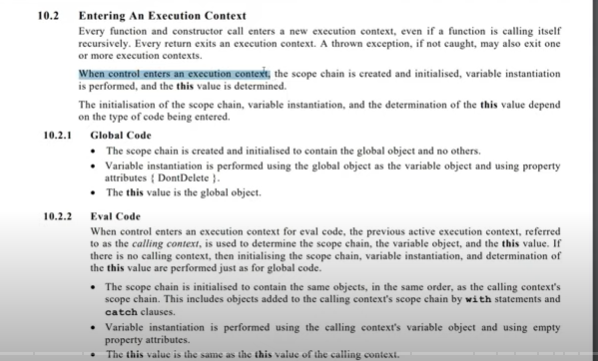 10.2 Entering An Execution Context
Every function and constructor call enters a new execution context, even if a function is calling itself
recursively. Every return exits an execution context. A thrown exception, if not caught, may also exit one
or more execution contexts.
When control enters an execution context, the scope chain is created and initialised, variable instantiation
is performed, and the this value is determined.
The initialisation of the scope chain, variable instantiation, and the determination of the this value depend
on the type of code being entered.
10.2.1 Global Code
• The scope chain is created and initialised to contain the global object and no others.
• Variable instantiation is performed using the global object as the variable object and using property
attributes { DontDelete }.
• The this value is the global object.
10.2.2 Eval Code
When control enters an execution context for eval code, the previous active execution context, referred
to as the calling context, is used to determine the scope chain, the variable object, and the this value. If
there is no calling context, then initialising the scope chain, variable instantiation, and determination of
the this value are performed just as for global code.
• The scope chain is initialised to contain the same objects, in the same order, as the calling context's
scope chain. This includes objects added to the calling context's scope chain by with statements and
catch clauses.
• Variable instantiation is performed using the calling context's variable object and using empty
property attributes.
• The this value is the same as the this value of the calling context.